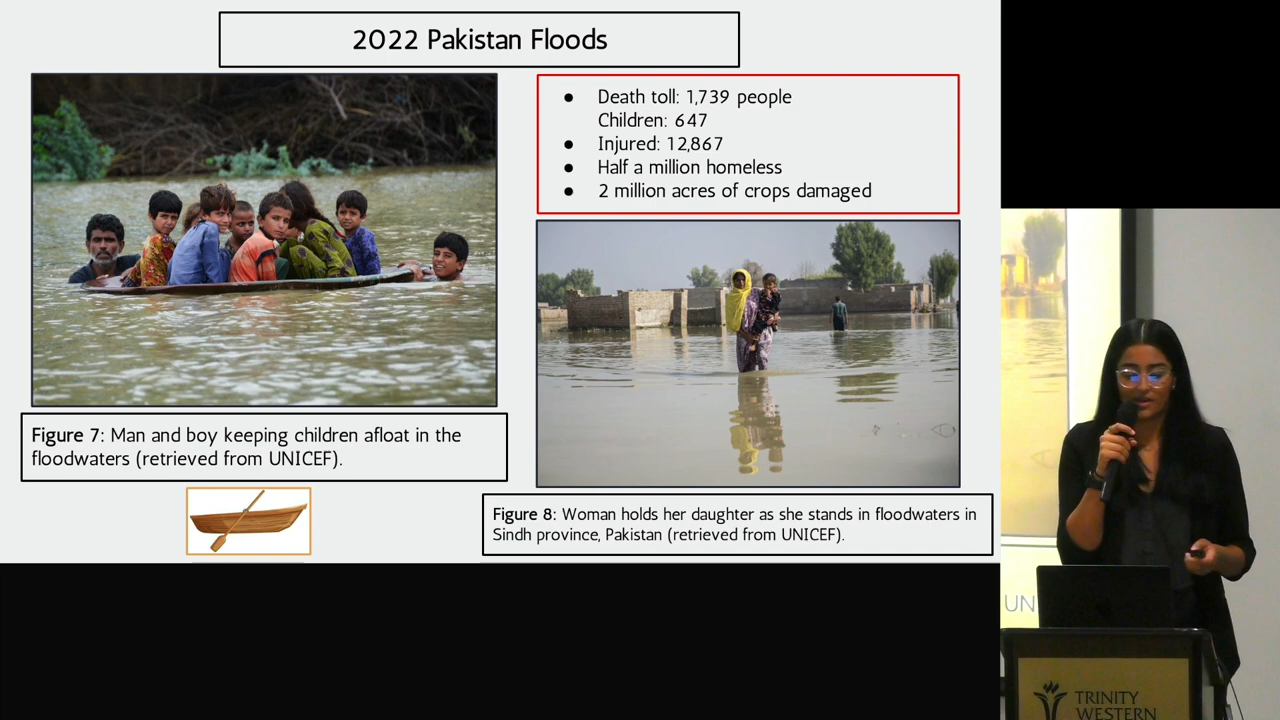 2022 Pakistan Floods
● Death toll: 1,739 people
Children: 647
● Injured: 12,867
● Half a million homeless
● 2 million acres of crops damaged
Figure 7: Man and boy keeping children afloat in the
floodwaters (retrieved from UNICEF).
Figure 8: Woman holds her daughter as she stands in floodwaters in
Sindh province, Pakistan (retrieved from UNICEF).
UN
TRINITY
WESTERN